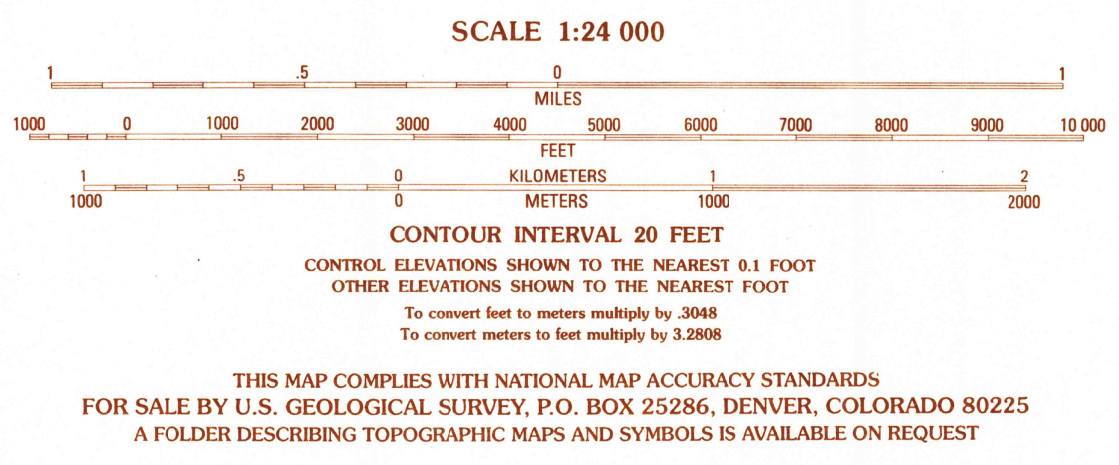 SCALE 1:24 000
1 .5 0 1
MILES
1000 0 1000 2000 3000 4000 5000 6000 7000 8000 9000 10 000
FEET
1 .5 0 KILOMETERS 1 2
1000 0 METERS 1000 2000
CONTOUR INTERVAL 20 FEET
CONTROL ELEVATIONS SHOWN TO THE NEAREST 0.1 FOOT
OTHER ELEVATIONS SHOWN TO THE NEAREST FOOT
To convert feet to meters multiply by .3048
To convert meters to feet multiply by 3.2808
THIS MAP COMPLIES WITH NATIONAL MAP ACCURACY STANDARDS
FOR SALE BY U.S. GEOLOGICAL SURVEY, P.O. BOX 25286, DENVER, COLORADO 80225
A FOLDER DESCRIBING TOPOGRAPHIC MAPS AND SYMBOLS IS AVAILABLE ON REQUEST